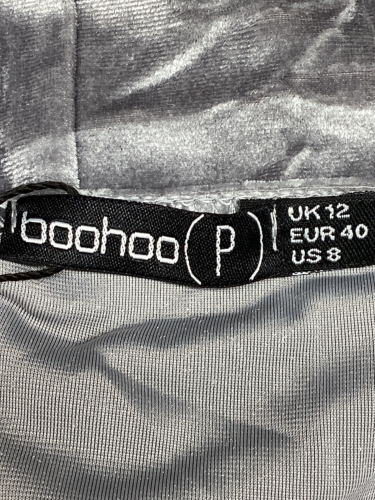 boohoo (P)
UK 12
EUR 40
US 8